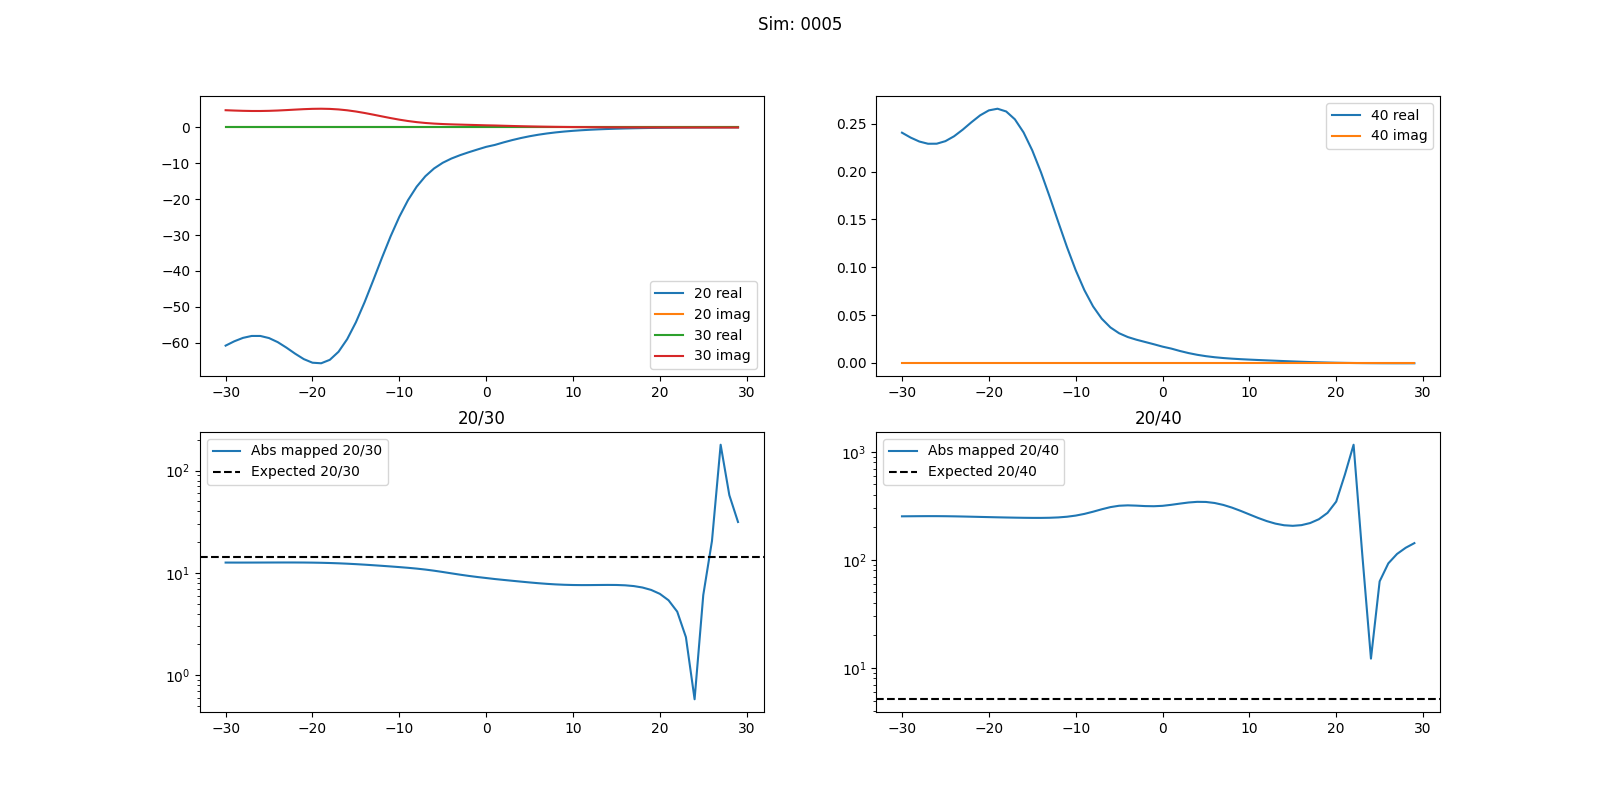 Sim: 0005
0
−10
−20
−30
−40
−50
−60
20 real
20 imag
30 real
30 imag
−30 −20 −10 0 10 20 30
0.25
0.20
0.15
0.10
0.05
0.00
40 real
40 imag
−30 −20 −10 0 10 20 30
20/30
10²
10¹
10⁰
Abs mapped 20/30
Expected 20/30
−30 −20 −10 0 10 20 30
20/40
10³
10²
10¹
Abs mapped 20/40
Expected 20/40
−30 −20 −10 0 10 20 30